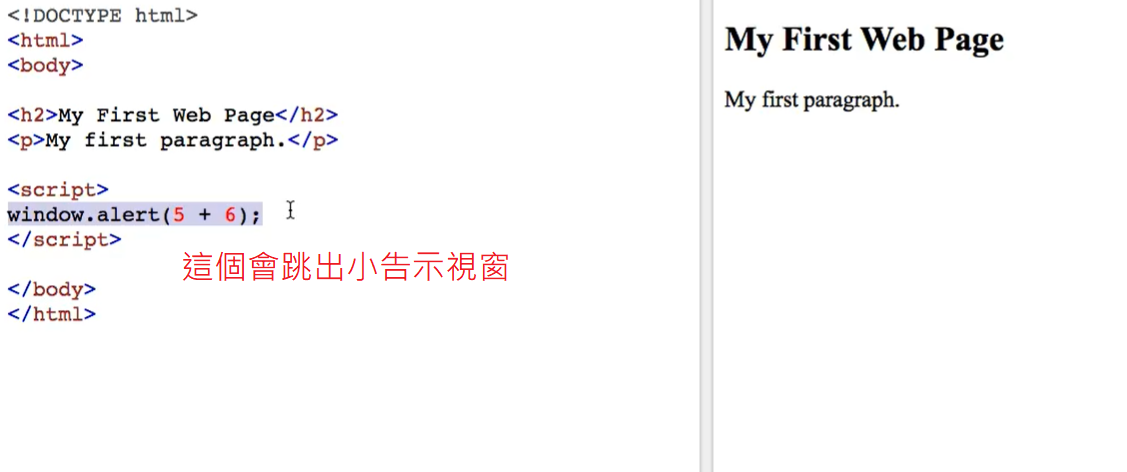 <!DOCTYPE html>
<html>
<body>
<h2>My First Web Page</h2>
<p>My first paragraph.</p>
<script>
window.alert(5 + 6);
</script>
這個會跳出小告示視窗
</body>
</html>
My First Web Page
My first paragraph.